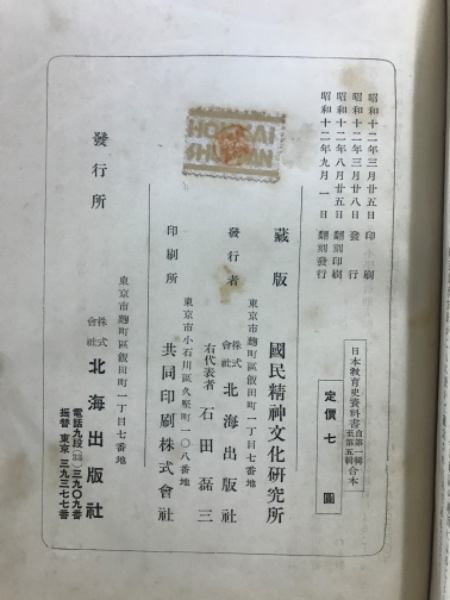 昭和十二年三月廿五日 印刷
昭和十二年三月廿八日 發行
昭和十二年八月廿五日 翻刻印刷
昭和十二年九月一日 翻刻發行
日本教育史資料書 自第一輯至第五輯 合本
定價七圓
藏版 國民精神文化研究所
東京市麴町區飯田町一丁目七番地
發行者 株式會社 北海出版社
右代表者 石田磊三
東京市小石川區久堅町一〇八番地
印刷所 共同印刷株式會社
發行所
東京市麴町區飯田町一丁目七番地
株式會社 北海出版社
電話九段(33)三九〇九番
振替東京三九三七七番
HOKKAI
SHUPPAN